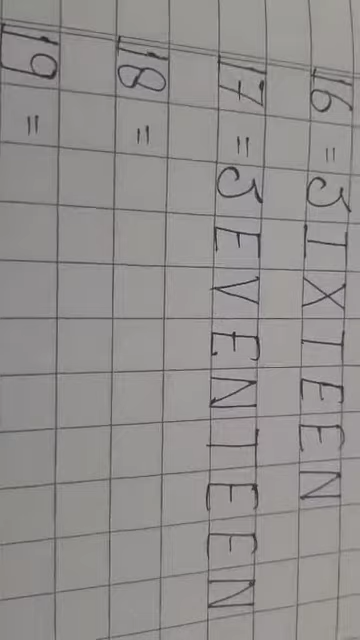 16 = SIXTEEN
17 = SEVENTEEN
18 =
19 =